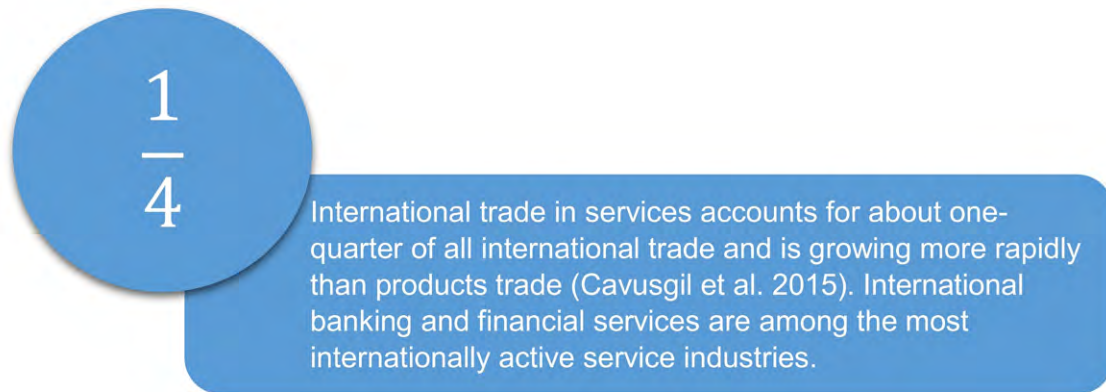 1
4
International trade in services accounts for about one-
quarter of all international trade and is growing more rapidly
than products trade (Cavusgil et al. 2015). International
banking and financial services are among the most
internationally active service industries.